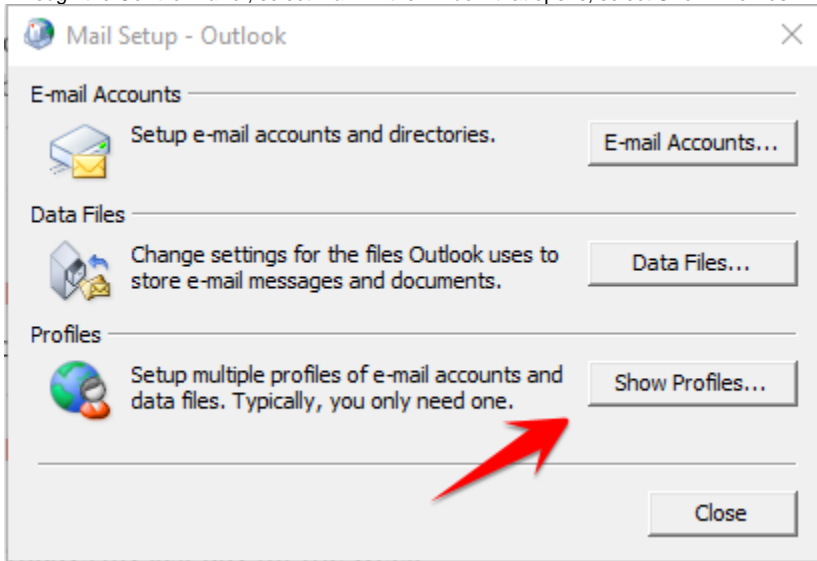 Mail Setup - Outlook
E-mail Accounts
Setup e-mail accounts and directories.
E-mail Accounts...
Data Files
Change settings for the files Outlook uses to
store e-mail messages and documents.
Data Files...
Profiles
Setup multiple profiles of e-mail accounts and
data files. Typically, you only need one.
Show Profiles...
Close